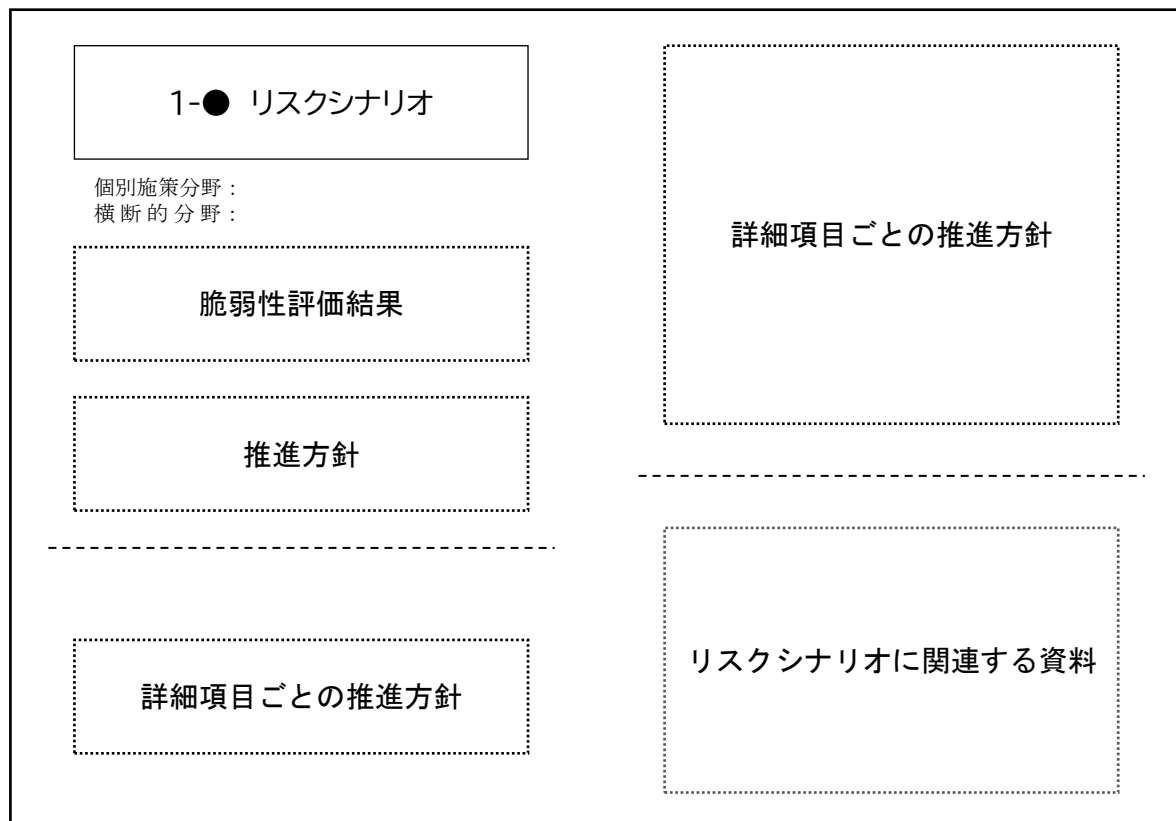 1-● リスクシナリオ
個別施策分野：
横断的分野：
脆弱性評価結果
推進方針
詳細項目ごとの推進方針
詳細項目ごとの推進方針
リスクシナリオに関連する資料